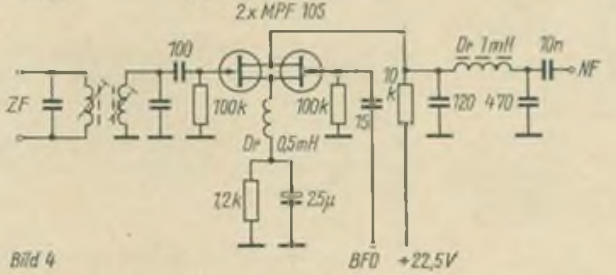 2x MPF 105
100
Dr 1mH
10n
NF
ZF
100k
100k
15
10
k
120
470
Dr 0,5mH
1,2k
25µ
Bild 4
BFO
+22,5V